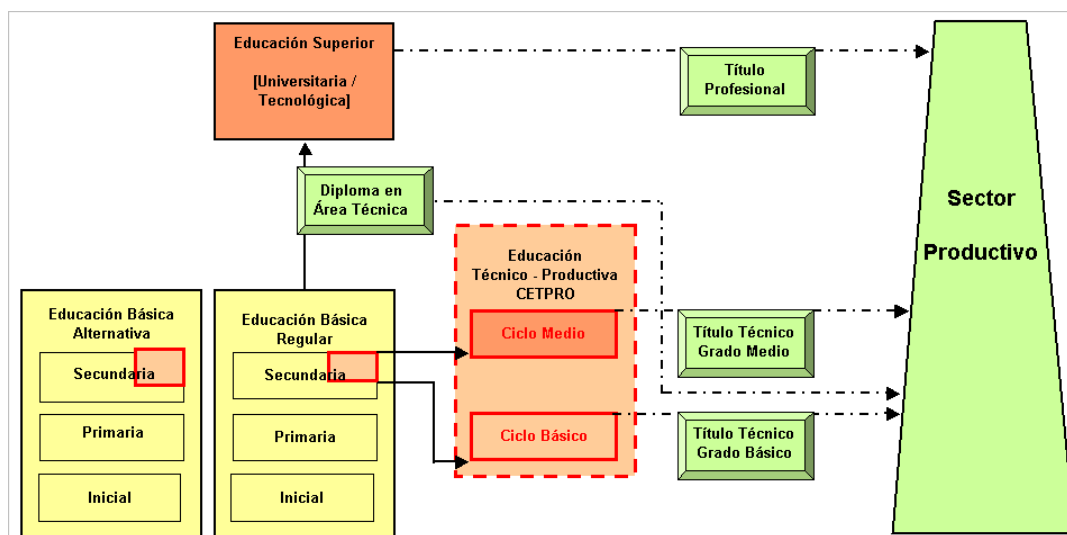 Educación Superior
[Universitaria /
Tecnológica]
Título
Profesional
Diploma en
Área Técnica
Sector
Productivo
Educación
Técnico - Productiva
CETPRO
Educación Básica
Alternativa
Educación Básica
Regular
Ciclo Medio
Título Técnico
Grado Medio
Secundaria
Secundaria
Primaria
Primaria
Ciclo Básico
Título Técnico
Grado Básico
Inicial
Inicial